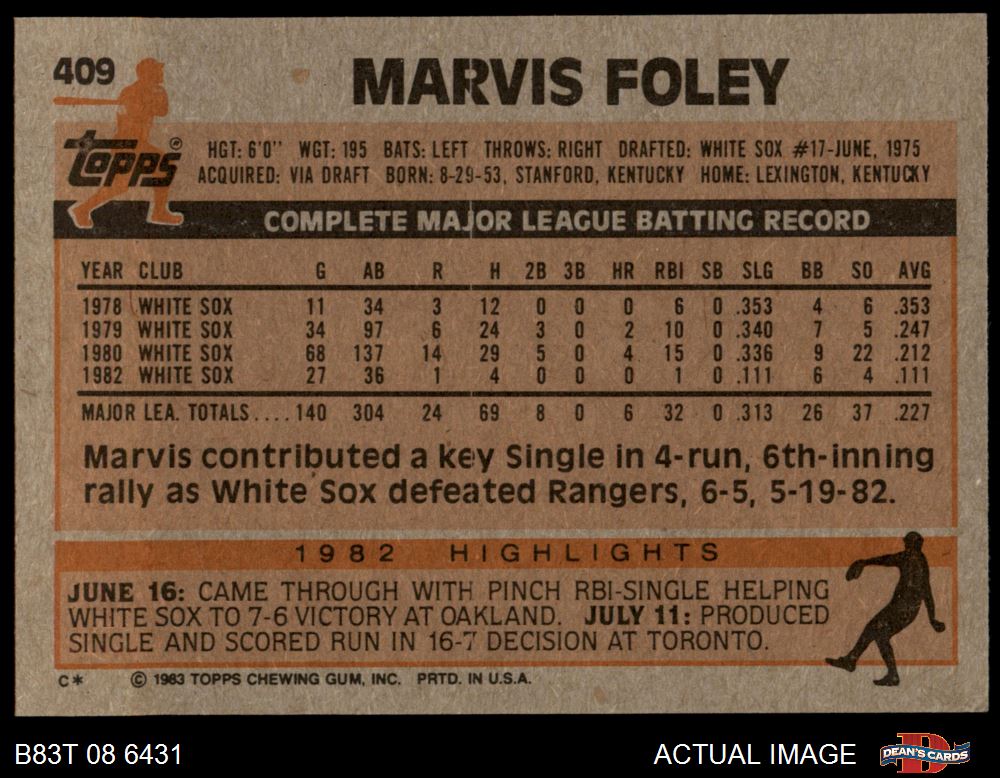 409
MARVIS FOLEY
Topps®
HGT: 6'0" WGT: 195 BATS: LEFT THROWS: RIGHT DRAFTED: WHITE SOX #17-JUNE, 1975
ACQUIRED: VIA DRAFT BORN: 8-29-53, STANFORD, KENTUCKY HOME: LEXINGTON, KENTUCKY
COMPLETE MAJOR LEAGUE BATTING RECORD
YEAR CLUB G AB R H 2B 3B HR RBI SB SLG BB SO AVG
1978 WHITE SOX 11 34 3 12 0 0 0 6 0 .353 4 6 .353
1979 WHITE SOX 34 97 6 24 3 0 2 10 0 .340 7 5 .247
1980 WHITE SOX 68 137 14 29 5 0 4 15 0 .336 9 22 .212
1982 WHITE SOX 27 36 1 4 0 0 0 1 0 .111 6 4 .111
MAJOR LEA. TOTALS....140 304 24 69 8 0 6 32 0 .313 26 37 .227
Marvis contributed a key Single in 4-run, 6th-inning
rally as White Sox defeated Rangers, 6-5, 5-19-82.
1982 HIGHLIGHTS
JUNE 16: CAME THROUGH WITH PINCH RBI-SINGLE HELPING
WHITE SOX TO 7-6 VICTORY AT OAKLAND. JULY 11: PRODUCED
SINGLE AND SCORED RUN IN 16-7 DECISION AT TORONTO.
C* © 1983 TOPPS CHEWING GUM, INC. PRTD. IN U.S.A.
B83T 08 6431
ACTUAL IMAGE
D
DEAN'S CARDS